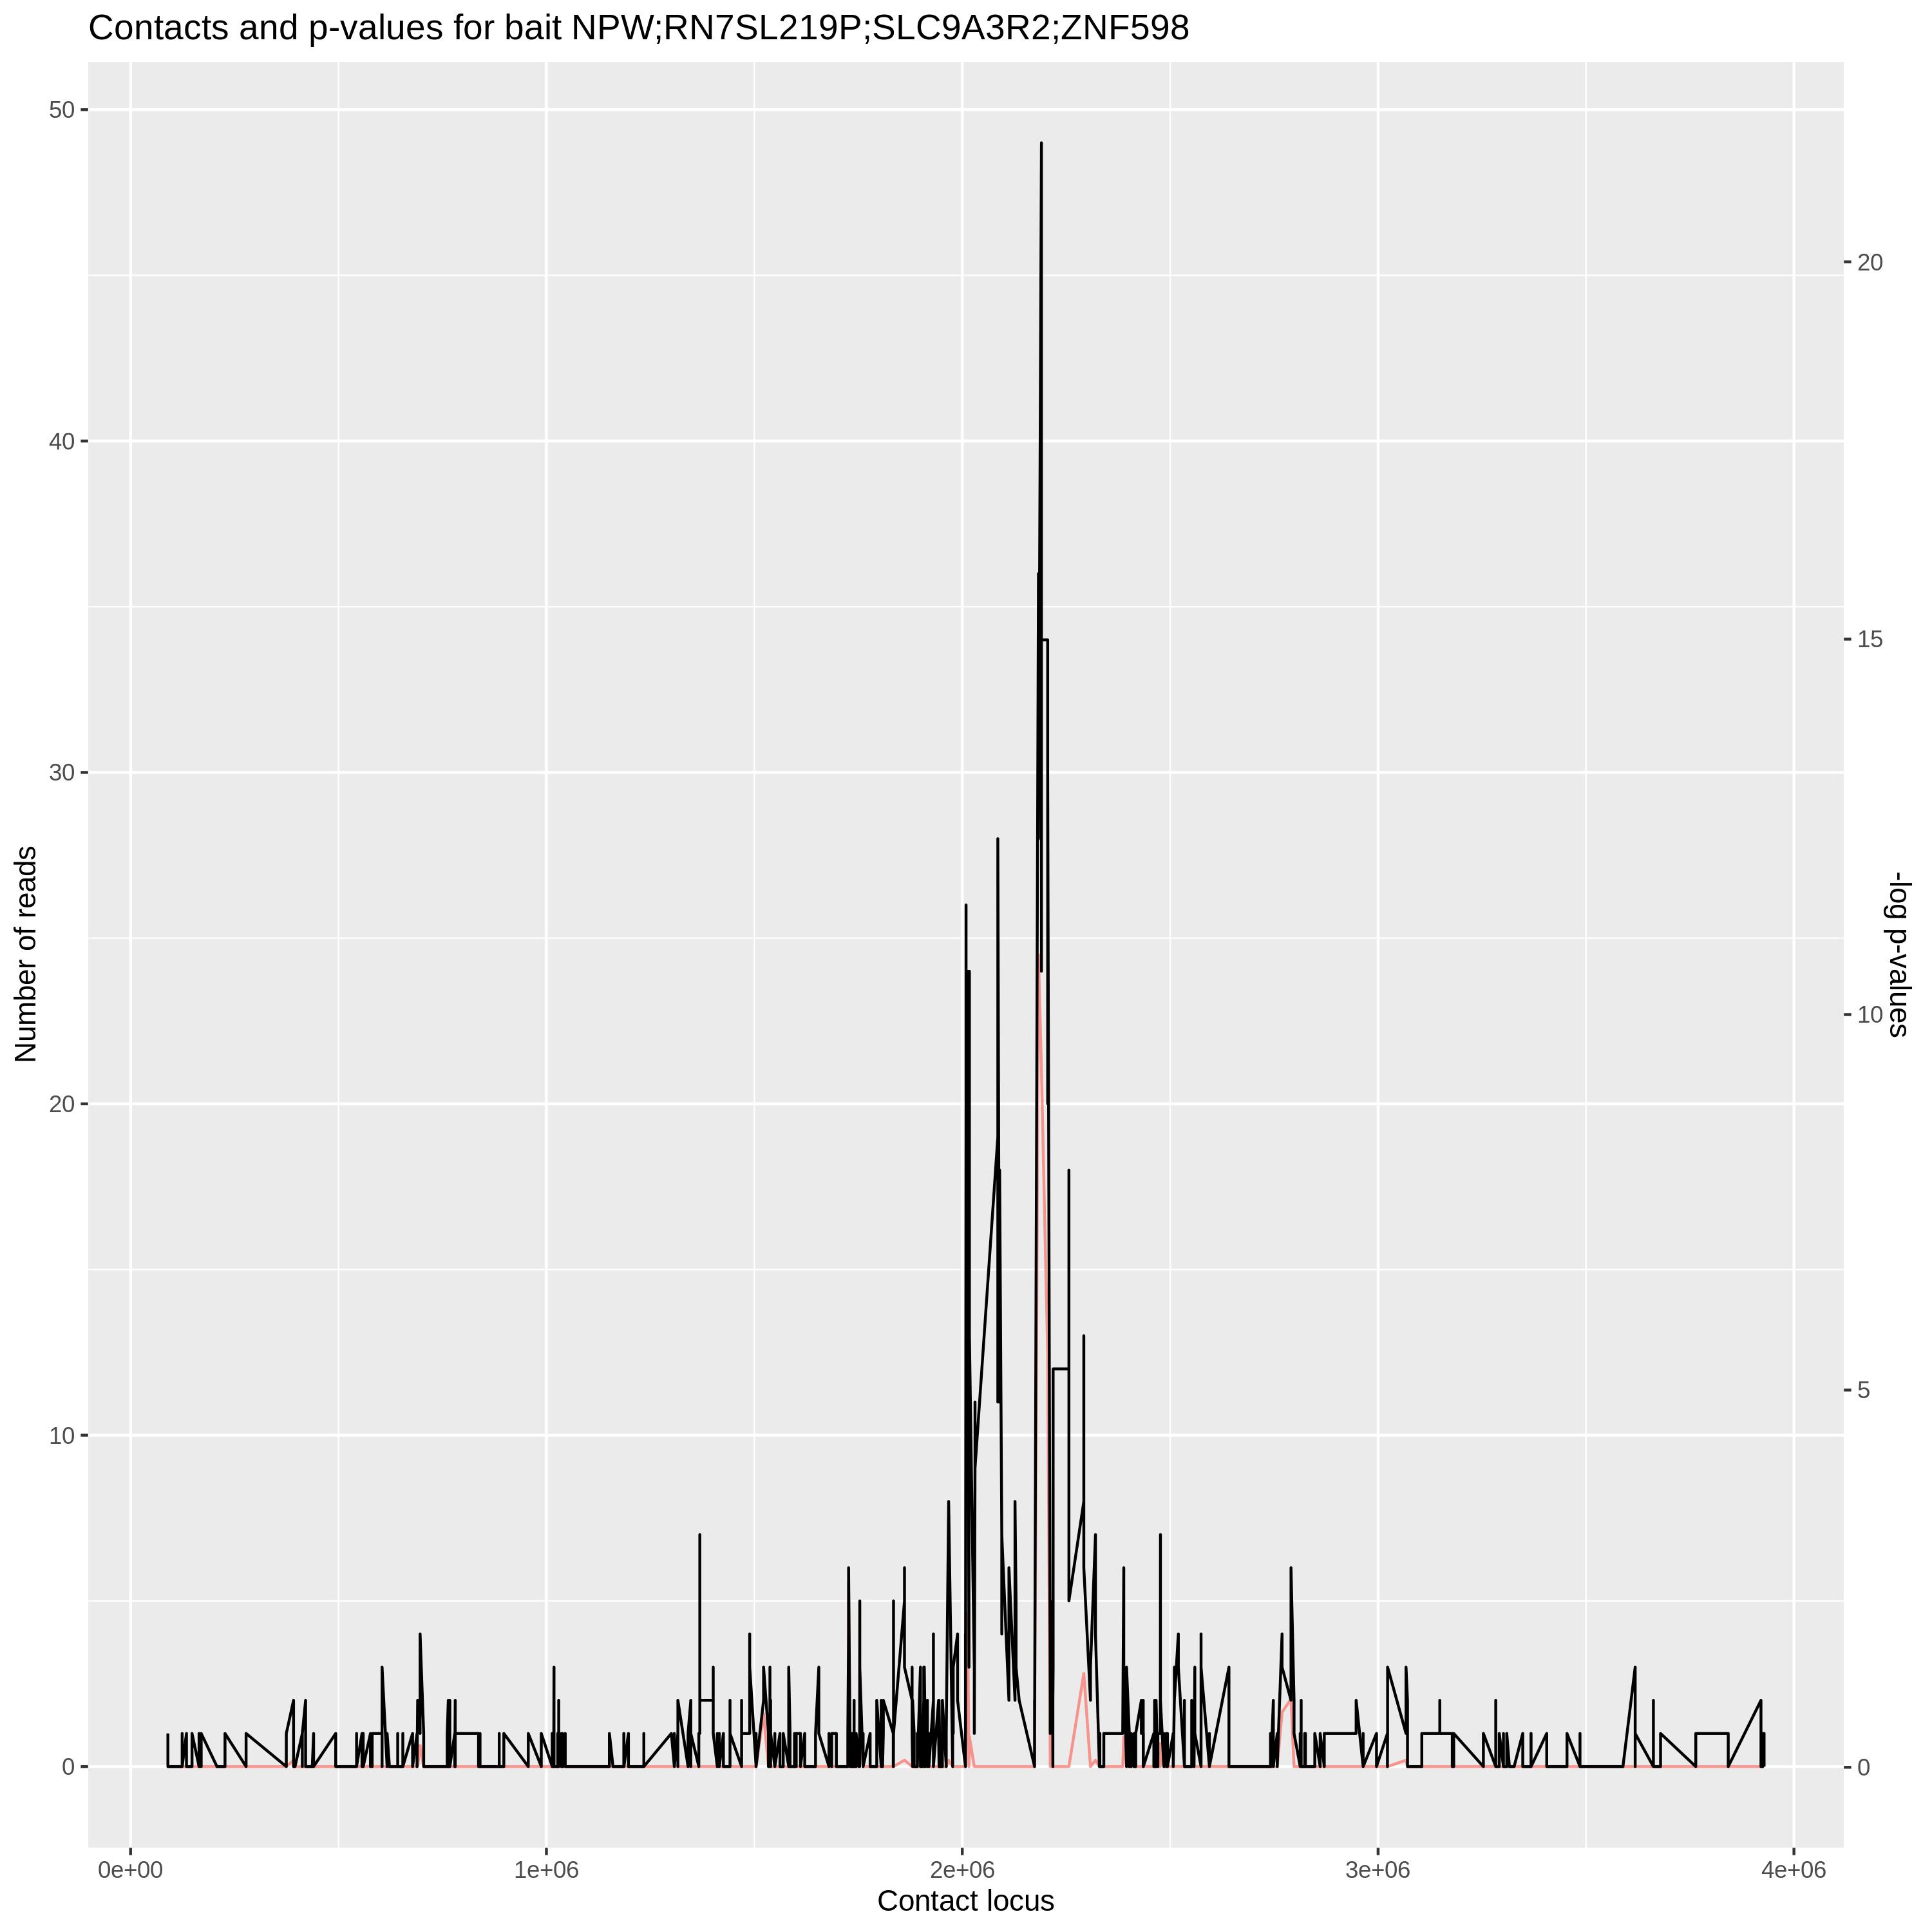 Contacts and p-values for bait NPW;RN7SL219P;SLC9A3R2;ZNF598
50
40
30
20
10
0
Number of reads
20
15
10
5
0
-log p-values
0e+00 1e+06 2e+06 3e+06 4e+06
Contact locus